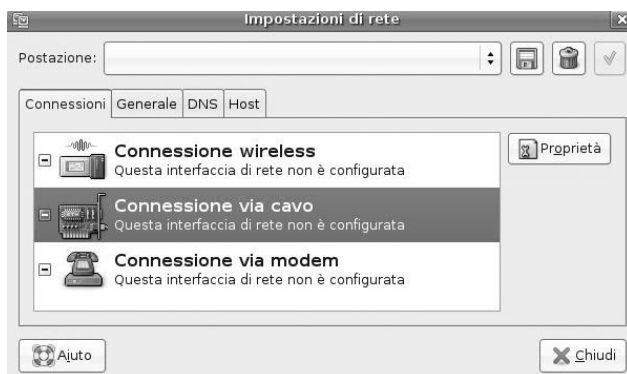 Impostazioni di rete
Postazione:
Connessioni Generale DNS Host
Connessione wireless
Questa interfaccia di rete non è configurata
Proprietà
Connessione via cavo
Questa interfaccia di rete non è configurata
Connessione via modem
Questa interfaccia di rete non è configurata
Aiuto
Chiudi